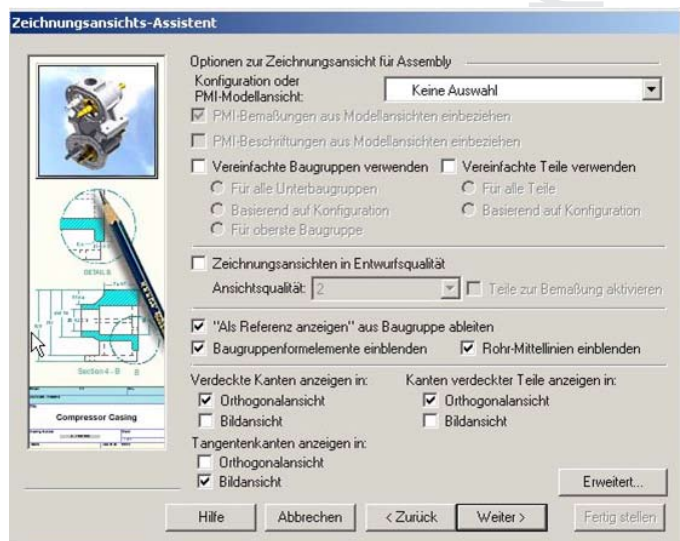 Zeichnungsansichts-Assistent
Optionen zur Zeichnungsansicht für Assembly
Konfiguration oder
PMI-Modellansicht:
Keine Auswahl
PMI-Bemaßungen aus Modellansichten einbeziehen
PMI-Beschriftungen aus Modellansichten einbeziehen
Vereinfachte Baugruppen verwenden Vereinfachte Teile verwenden
Für alle Unterbaugruppen Für alle Teile
Basierend auf Konfiguration Basierend auf Konfiguration
Für oberste Baugruppe
Zeichnungsansichten in Entwurfsqualität
Ansichtsqualität: 2 Teile zur Bemaßung aktivieren
"Als Referenz anzeigen" aus Baugruppe ableiten
Baugruppenformelemente einblenden Rohr-Mittellinien einblenden
Verdeckte Kanten anzeigen in: Kanten verdeckter Teile anzeigen in:
Orthogonalansicht Orthogonalansicht
Bildansicht Bildansicht
Tangentenkanten anzeigen in:
Orthogonalansicht
Bildansicht
DETAIL B
Section A - B B
Compressor Casing
Erweitert...
Hilfe Abbrechen < Zurück Weiter > Fertig stellen